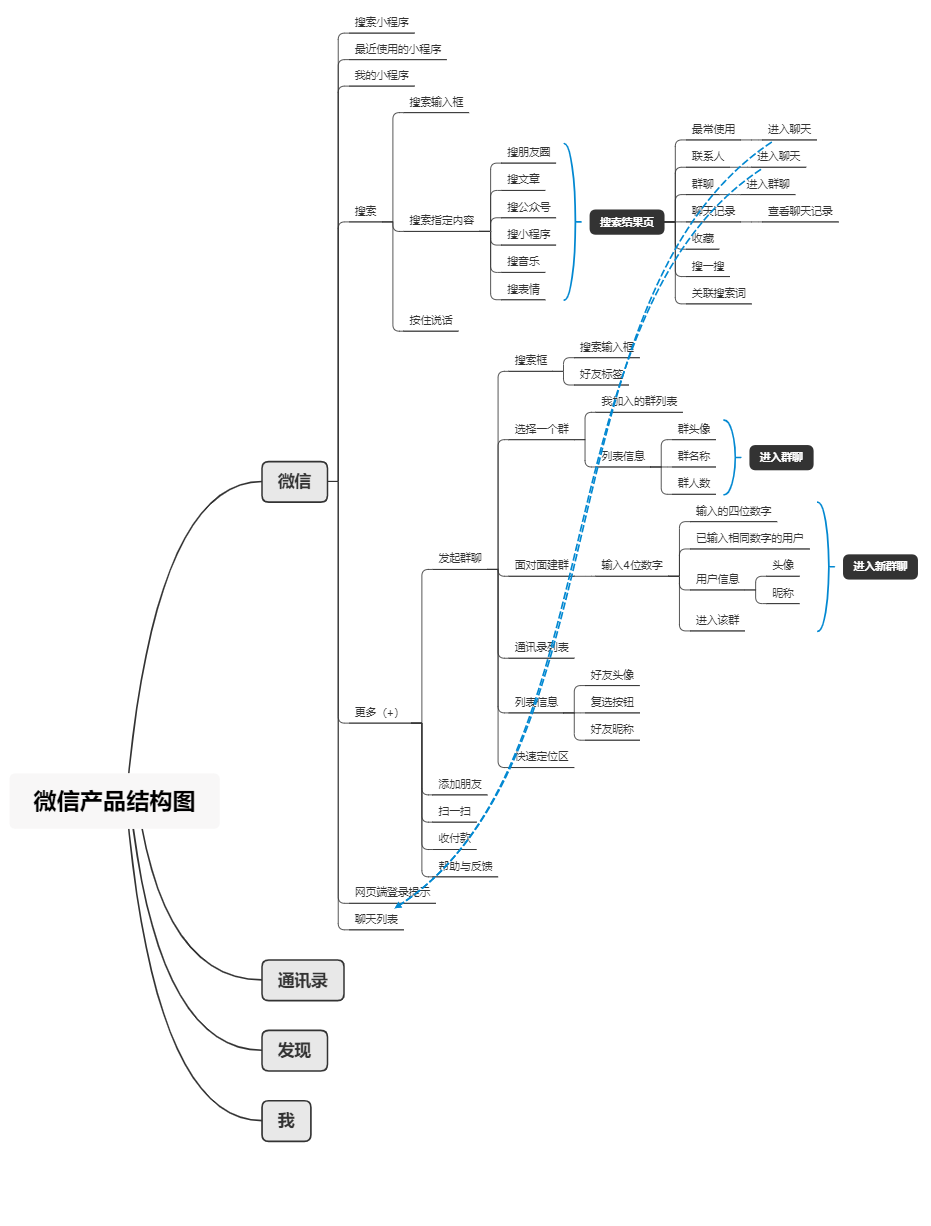 搜索小程序
最近使用的小程序
我的小程序
搜索
搜索输入框
搜索指定内容
搜朋友圈
搜文章
搜公众号
搜小程序
搜音乐
搜表情
搜索结果页
最常使用
进入聊天
联系人
进入聊天
群聊
进入群聊
聊天记录
查看聊天记录
收藏
搜一搜
关联搜索词
按住说话
微信
更多（+）
发起群聊
搜索框
搜索输入框
好友标签
选择一个群
我加入的群列表
列表信息
群头像
群名称
群人数
进入群聊
面对面建群
输入4位数字
输入的四位数字
已输入相同数字的用户
用户信息
头像
昵称
进入该群
进入新群聊
通讯录列表
列表信息
好友头像
复选按钮
好友昵称
快速定位区
添加朋友
扫一扫
收付款
帮助与反馈
网页端登录提示
聊天列表
微信产品结构图
通讯录
发现
我